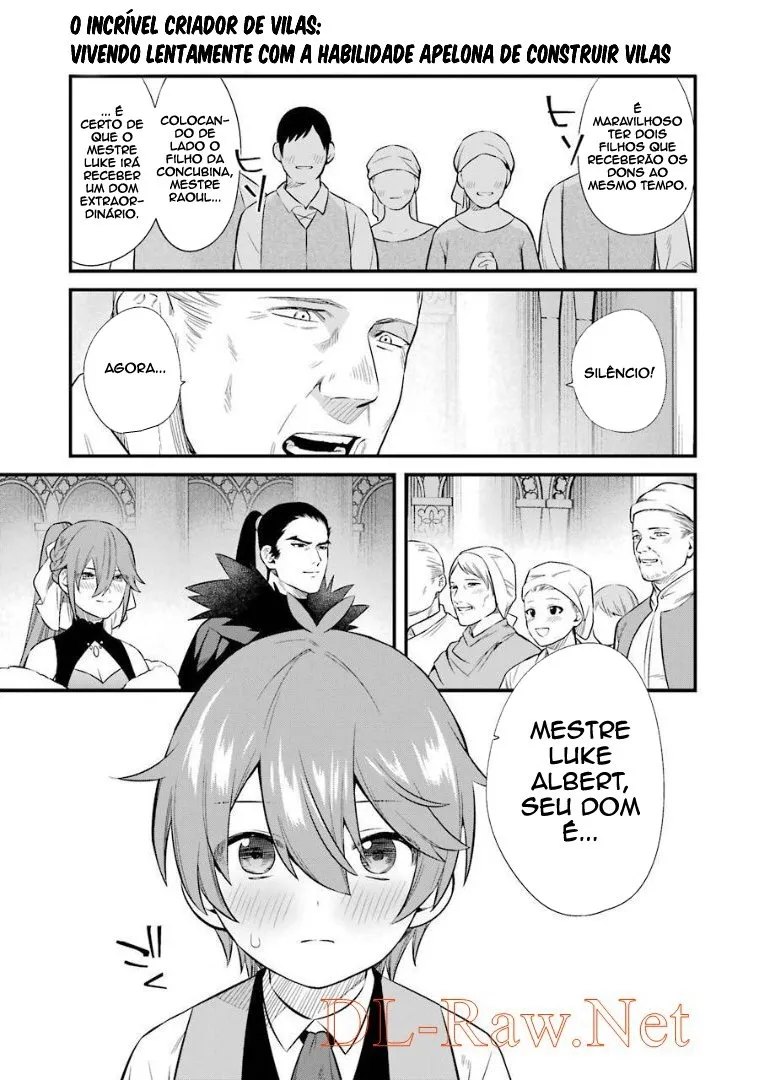 O INCRÍVEL CRIADOR DE VILAS:
VIVENDO LENTAMENTE COM A HABILIDADE APELONA DE CONSTRUIR VILAS
É
MARAVILHOSO
TER DOIS
FILHOS QUE
RECEBERÃO OS
DONS AO
MESMO TEMPO.
COLOCAN-
DO DE
LADO O
FILHO DA
CONCUBINA,
MESTRE
RAOUL...
... É
CERTO DE
QUE O
MESTRE
LUKE IRÁ
RECEBER
UM DOM
EXTRAOR-
DINÁRIO.
SILÊNCIO!
AGORA...
MESTRE
LUKE
ALBERT,
SEU DOM
É...
DL-Raw.Net